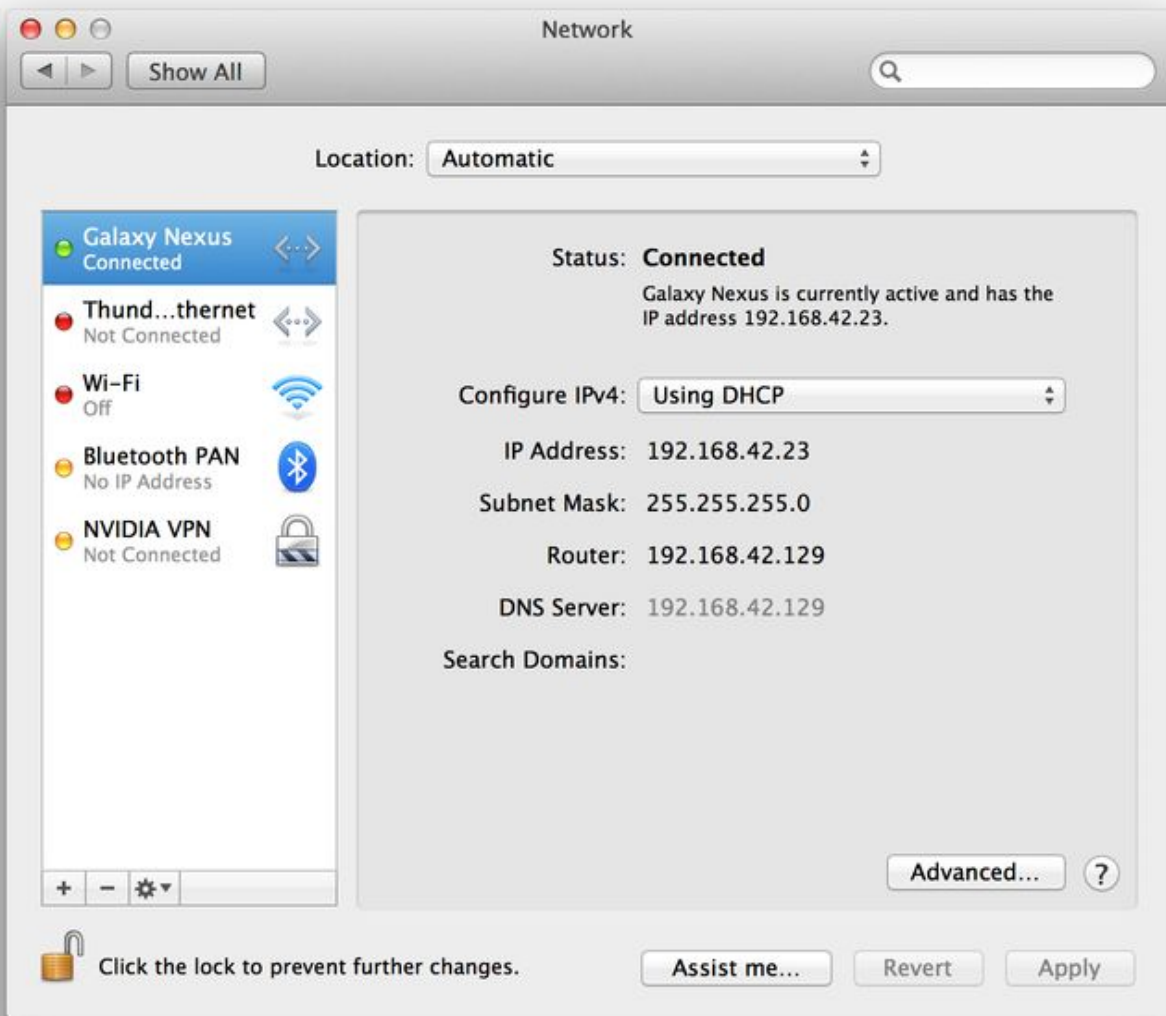 Network
Show All
Location: Automatic
Galaxy Nexus
Connected
Thund...thernet
Not Connected
Wi-Fi
Off
Bluetooth PAN
No IP Address
NVIDIA VPN
Not Connected
Status: Connected
Galaxy Nexus is currently active and has the
IP address 192.168.42.23.
Configure IPv4: Using DHCP
IP Address: 192.168.42.23
Subnet Mask: 255.255.255.0
Router: 192.168.42.129
DNS Server: 192.168.42.129
Search Domains:
Advanced... ?
Click the lock to prevent further changes.
Assist me... Revert Apply